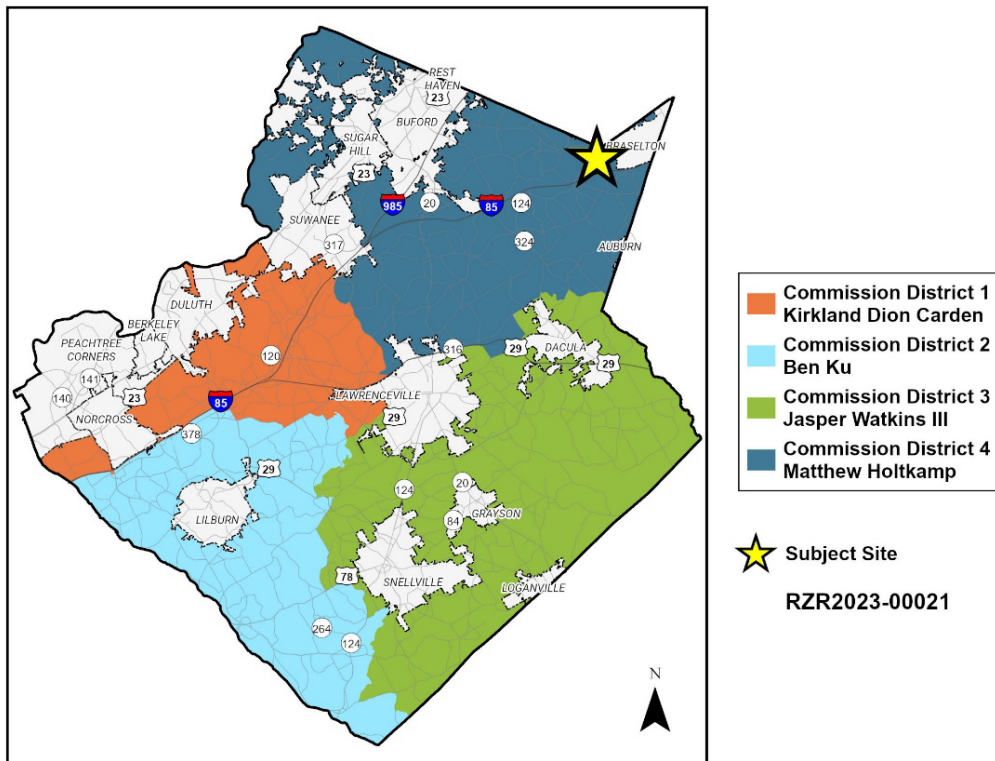 REST
HAVEN
23
BUFORD
SUGAR
HILL
23
BRASELTON
985
20
85
124
SUWANEE
317
324
AUBURN
DULUTH
BERKELEY
LAKE
PEACHTREE
CORNERS
120
316
29
DACULA
29
141
140
23
NORCROSS
85
LAWRENCEVILLE
29
378
29
LILBURN
124
20
GRAYSON
84
78
SNELLVILLE
LOGANVILLE
264
124
N
Commission District 1
Kirkland Dion Carden
Commission District 2
Ben Ku
Commission District 3
Jasper Watkins III
Commission District 4
Matthew Holtkamp
Subject Site
RZR2023-00021